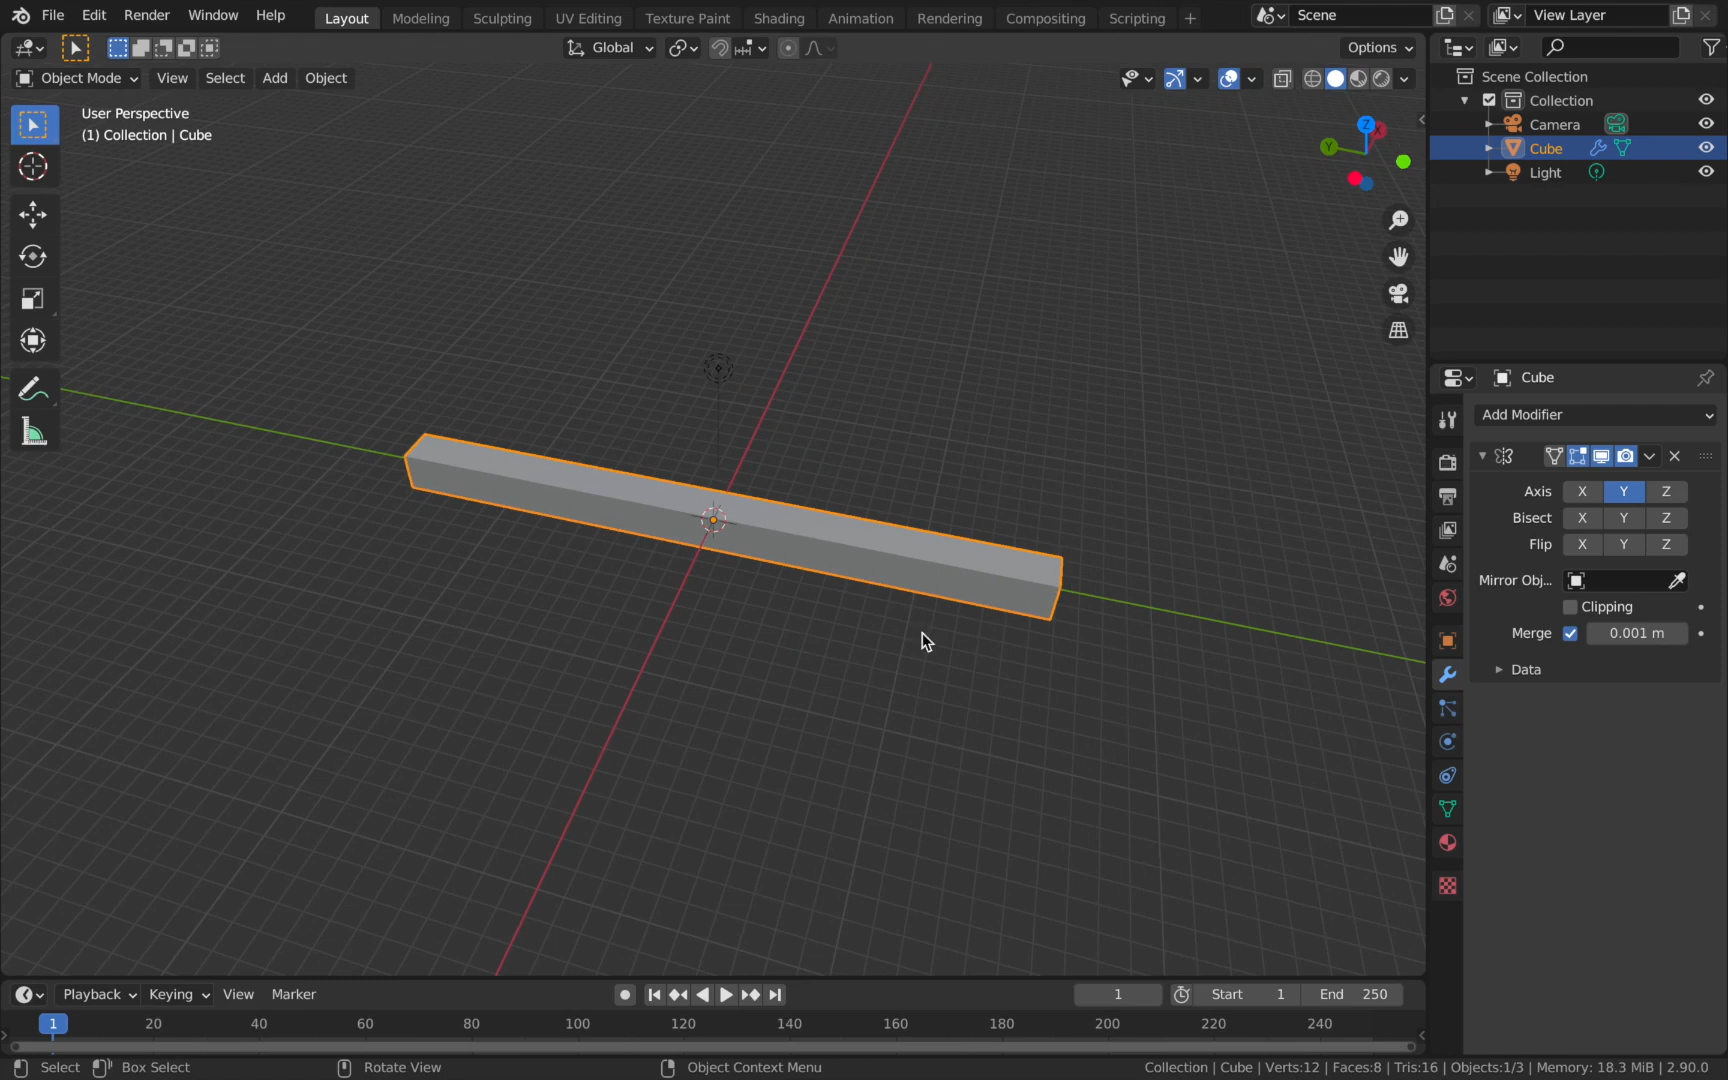 File Edit Render Window Help Layout Modeling Sculpting UV Editing Texture Paint Shading Animation Rendering Compositing Scripting + Scene View Layer
Global Options
Object Mode View Select Add Object
User Perspective
(1) Collection | Cube
Z
X
Y
Scene Collection
Collection
Camera
Cube
Light
Cube
Add Modifier
Axis X Y Z
Bisect X Y Z
Flip X Y Z
Mirror Obj...
Clipping
Merge 0.001 m
Data
Playback Keying View Marker 1 Start 1 End 250
1 20 40 60 80 100 120 140 160 180 200 220 240
Select Box Select Rotate View Object Context Menu Collection | Cube | Verts:12 | Faces:8 | Tris:16 | Objects:1/3 | Memory: 18.3 MiB | 2.90.0